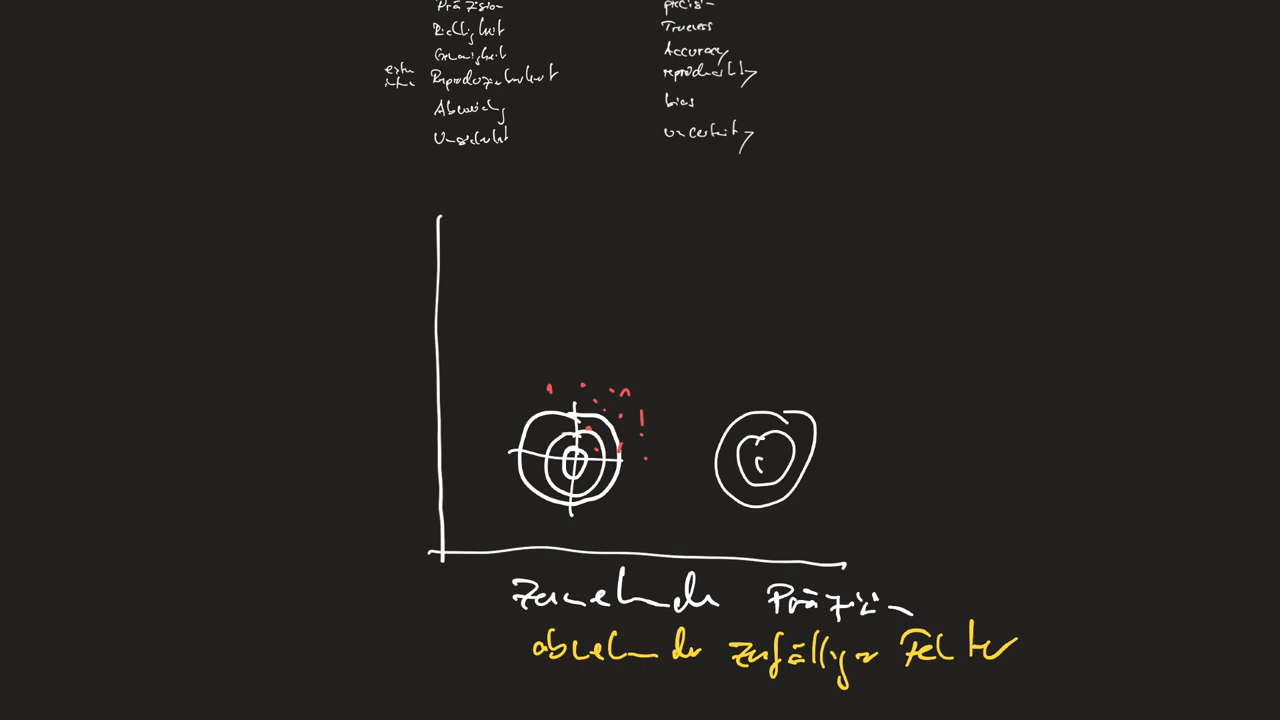 Präzision precision
Richtigkeit Trueness
Genauigkeit Accuracy
Reproduzierbarkeit reproducibility
Abweichung bias
Unsicherheit uncertainty
Zunehmende Präzision
abnehmender zufälliger Fehler